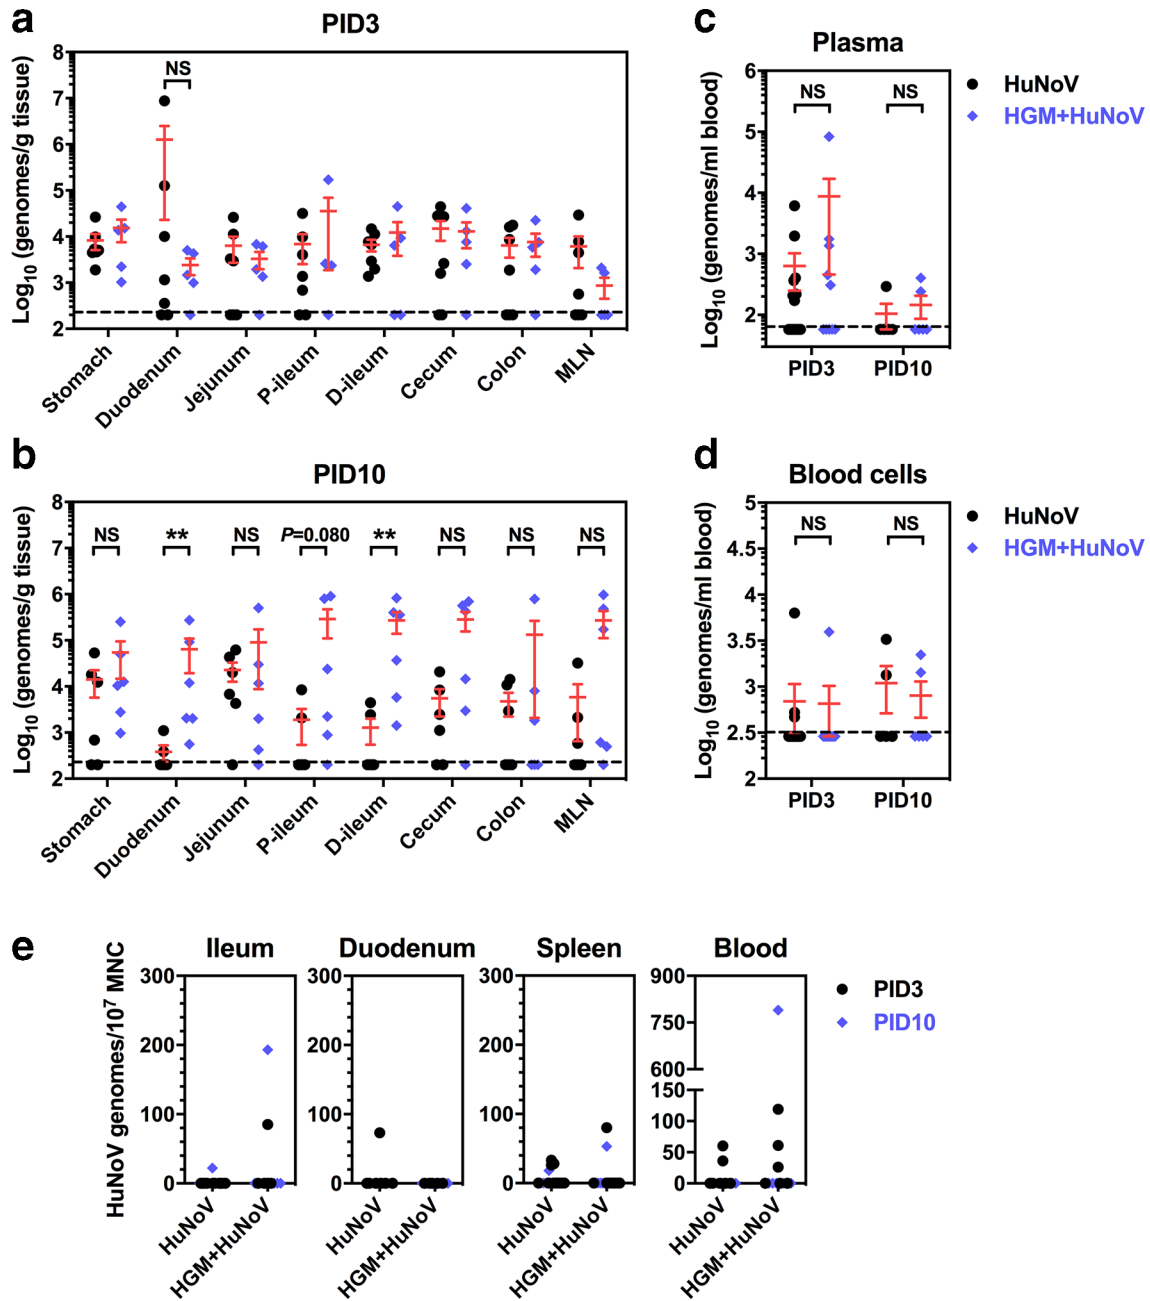 a
PID3
Log10 (genomes/g tissue)
8
7
6
5
4
3
2
NS
Stomach
Duodenum
Jejunum
P-ileum
D-ileum
Cecum
Colon
MLN
c
Plasma
Log10 (genomes/ml blood)
6
5
4
3
2
NS
NS
PID3
PID10
HuNoV
HGM+HuNoV
b
PID10
Log10 (genomes/g tissue)
8
7
6
5
4
3
2
NS
**
NS
P=0.080
**
NS
NS
NS
Stomach
Duodenum
Jejunum
P-ileum
D-ileum
Cecum
Colon
MLN
d
Blood cells
Log10 (genomes/ml blood)
5
4.5
4
3.5
3
2.5
2
NS
NS
PID3
PID10
HuNoV
HGM+HuNoV
e
HuNoV genomes/10^7 MNC
Ileum
300
200
100
0
HuNoV
HGM+HuNoV
Duodenum
300
200
100
0
HuNoV
HGM+HuNoV
Spleen
300
200
100
0
HuNoV
HGM+HuNoV
Blood
900
750
600
150
100
50
0
HuNoV
HGM+HuNoV
PID3
PID10